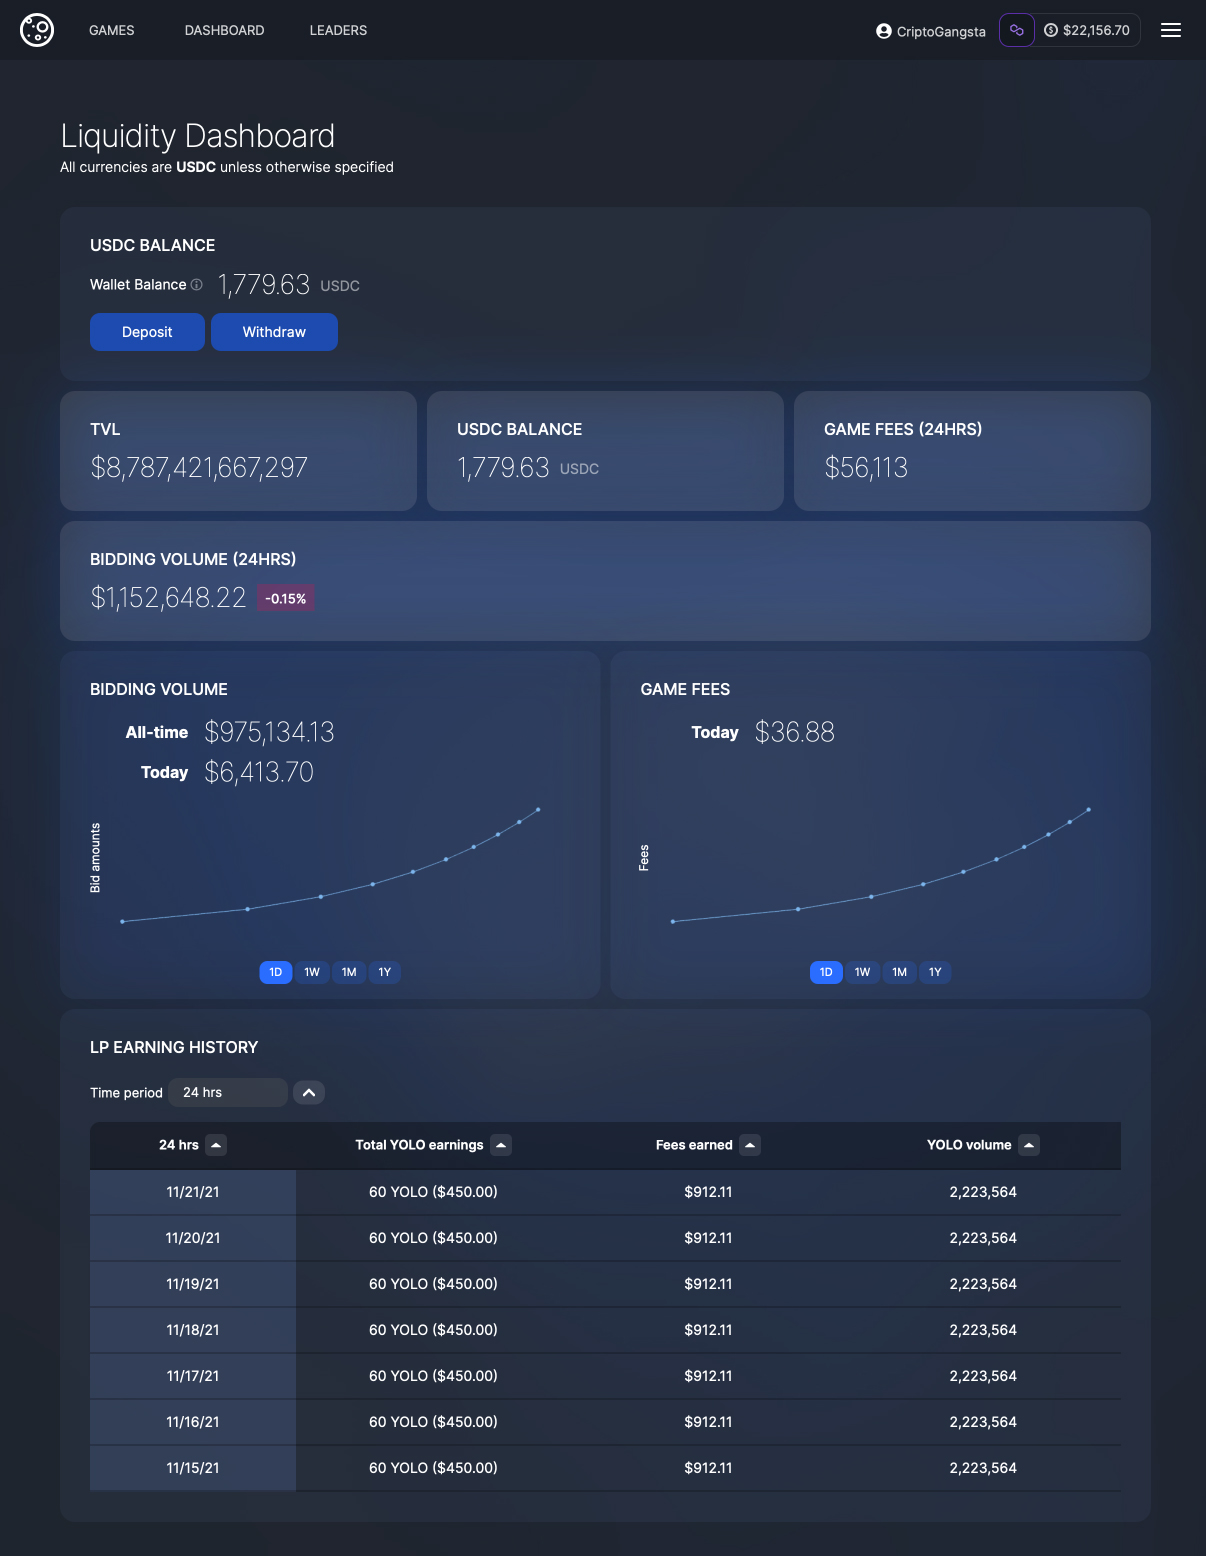 GAMES DASHBOARD LEADERS CriptoGangsta $22,156.70
Liquidity Dashboard
All currencies are USDC unless otherwise specified
USDC BALANCE
Wallet Balance 1,779.63 USDC
Deposit Withdraw
TVL
$8,787,421,667,297
USDC BALANCE
1,779.63 USDC
GAME FEES (24HRS)
$56,113
BIDDING VOLUME (24HRS)
$1,152,648.22 -0.15%
BIDDING VOLUME
All-time $975,134.13
Today $6,413.70
Bid amounts
1D 1W 1M 1Y
GAME FEES
Today $36.88
Fees
1D 1W 1M 1Y
LP EARNING HISTORY
Time period 24 hrs
24 hrs Total YOLO earnings Fees earned YOLO volume
11/21/21 60 YOLO ($450.00) $912.11 2,223,564
11/20/21 60 YOLO ($450.00) $912.11 2,223,564
11/19/21 60 YOLO ($450.00) $912.11 2,223,564
11/18/21 60 YOLO ($450.00) $912.11 2,223,564
11/17/21 60 YOLO ($450.00) $912.11 2,223,564
11/16/21 60 YOLO ($450.00) $912.11 2,223,564
11/15/21 60 YOLO ($450.00) $912.11 2,223,564